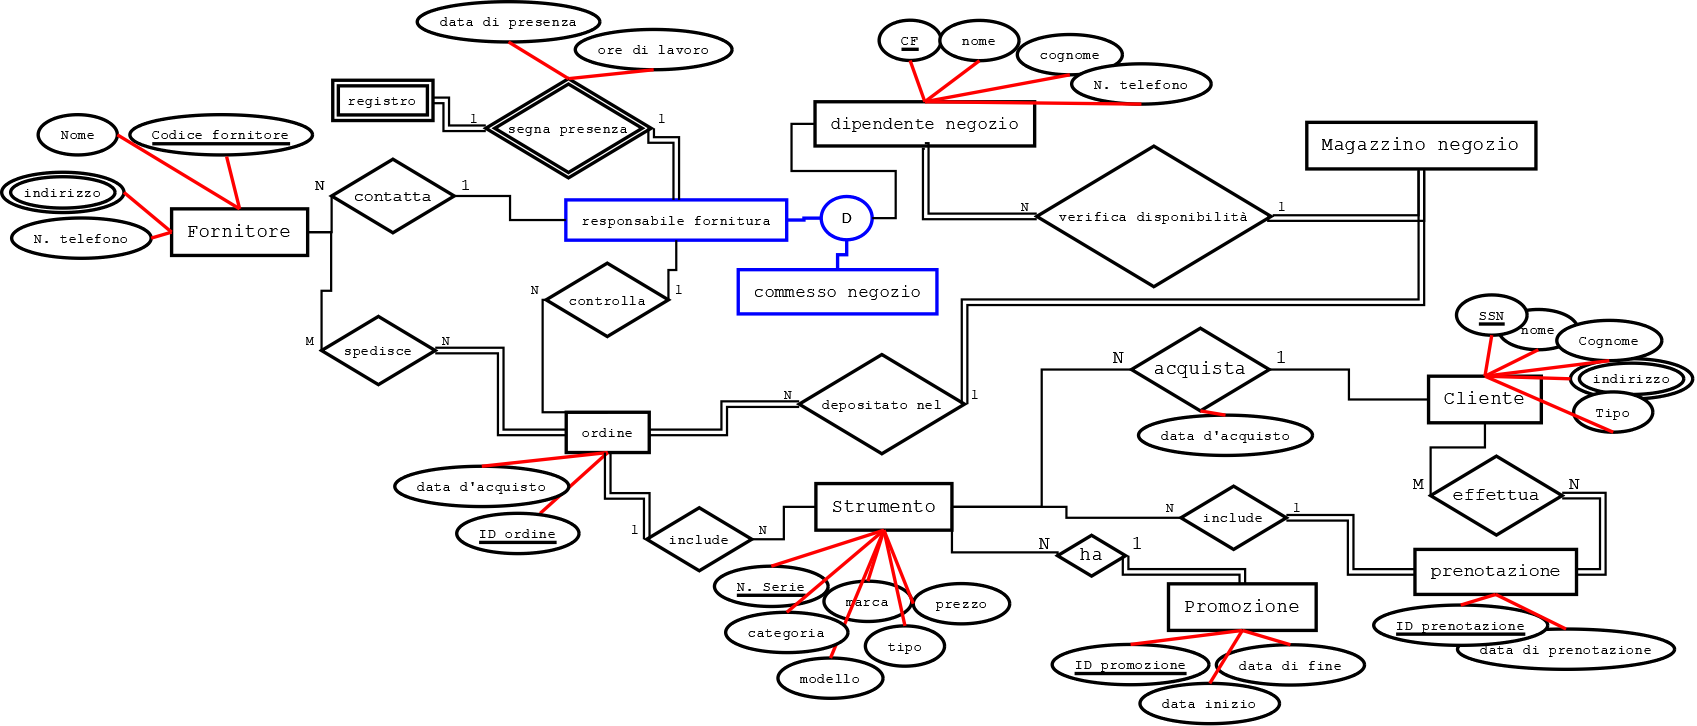 data di presenza
ore di lavoro
CF
nome
cognome
N. telefono
registro
segna presenza
1
1
dipendente negozio
Magazzino negozio
Nome
Codice fornitore
indirizzo
N. telefono
Fornitore
N
contatta
1
responsabile fornitura
D
N
verifica disponibilità
1
commesso negozio
N
controlla
1
M
spedisce
N
SSN
nome
Cognome
indirizzo
Tipo
Cliente
N
acquista
1
data d'acquisto
N
depositato nel
1
ordine
data d'acquisto
ID ordine
1
include
N
Strumento
N
include
1
M
effettua
N
N
ha
1
prenotazione
N. Serie
marca
prezzo
categoria
tipo
modello
Promozione
ID promozione
data di fine
data inizio
ID prenotazione
data di prenotazione